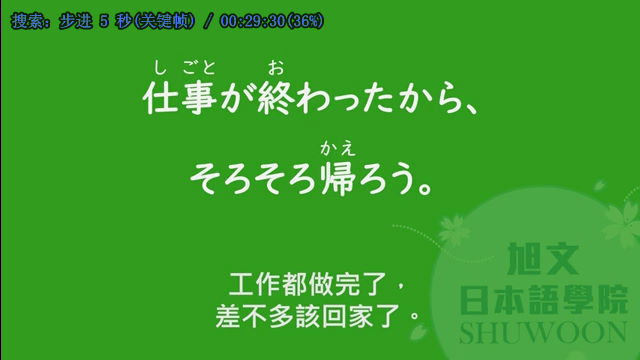 搜索: 步进 5 秒(关键帧) / 00:29:30(36%)
し ごと お
仕事が終わったから、
かえ
そろそろ帰ろう。
工作都做完了，
差不多該回家了。
旭文
日本語學院
SHUWOON